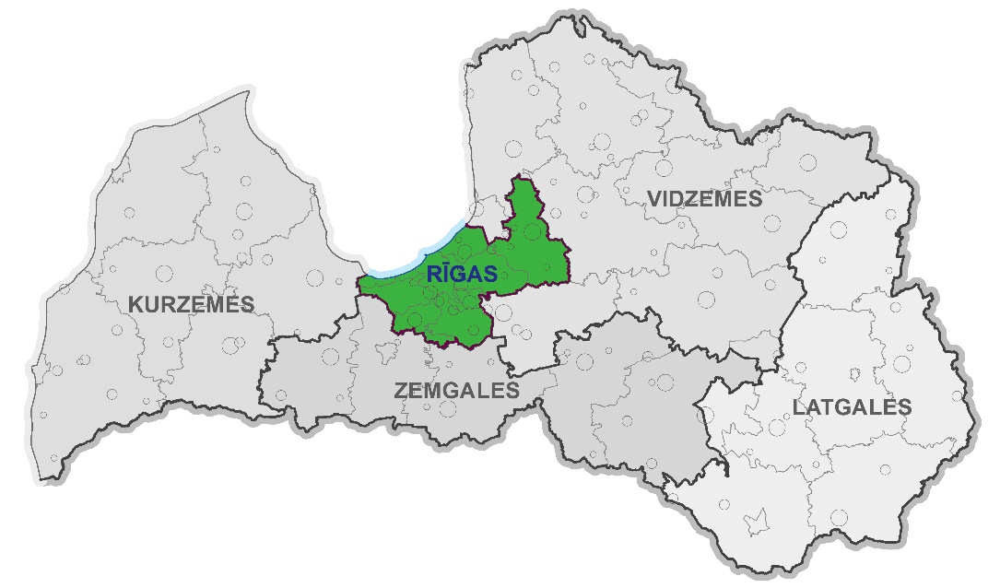 VIDZEMES
RĪGAS
KURZEMES
ZEMGALES
LATGALES